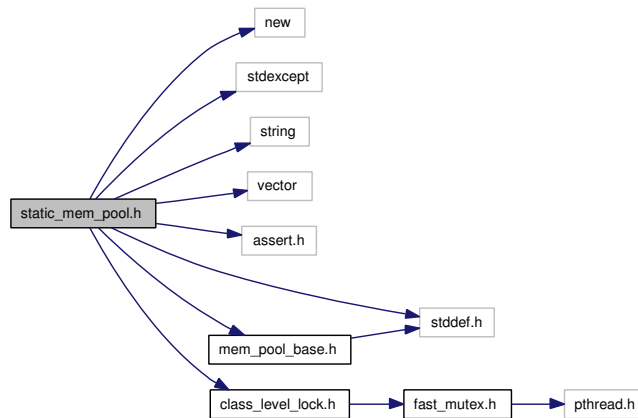 new
stdexcept
string
vector
static_mem_pool.h
assert.h
stddef.h
mem_pool_base.h
class_level_lock.h
fast_mutex.h
pthread.h